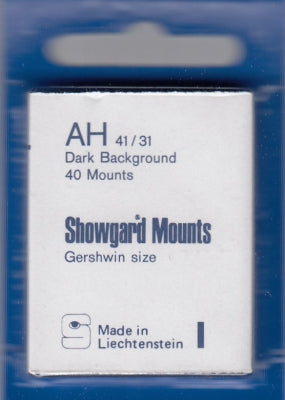 AH 41/31
Dark Background
40 Mounts
Showgard Mounts
Gershwin size
S Made in
Liechtenstein I